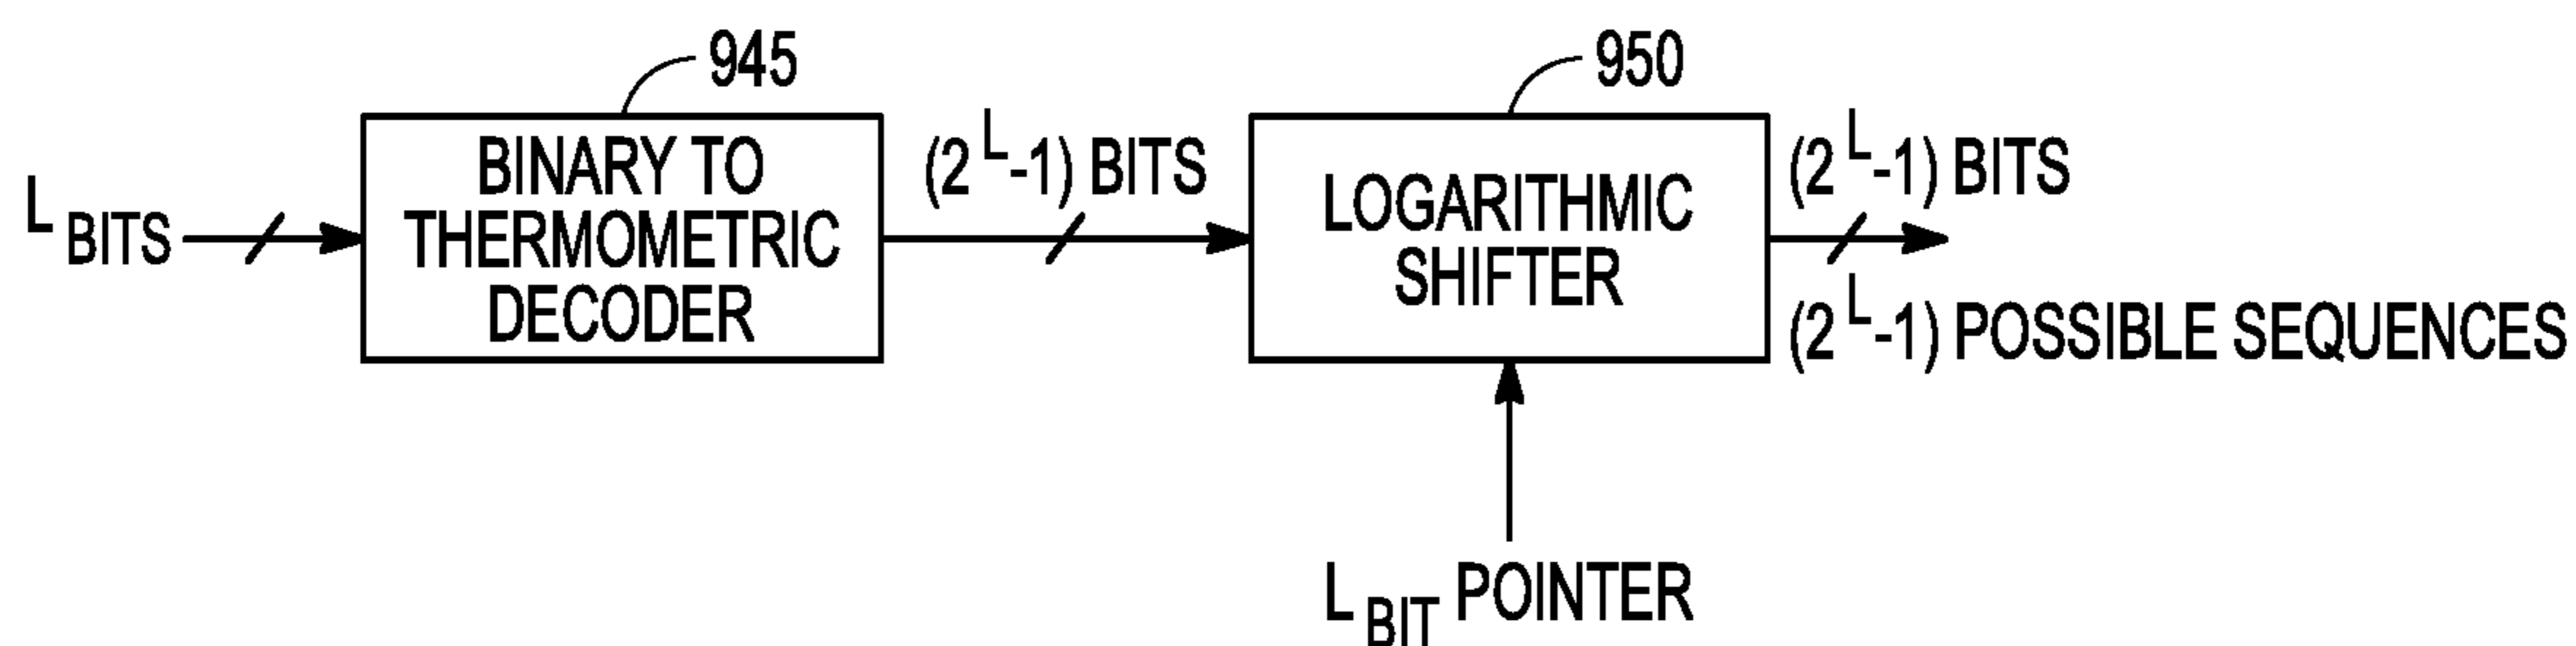 945
950
L BITS
BINARY TO
THERMOMETRIC
DECODER
(2^L-1) BITS
LOGARITHMIC
SHIFTER
(2^L-1) BITS
(2^L-1) POSSIBLE SEQUENCES
L BIT POINTER